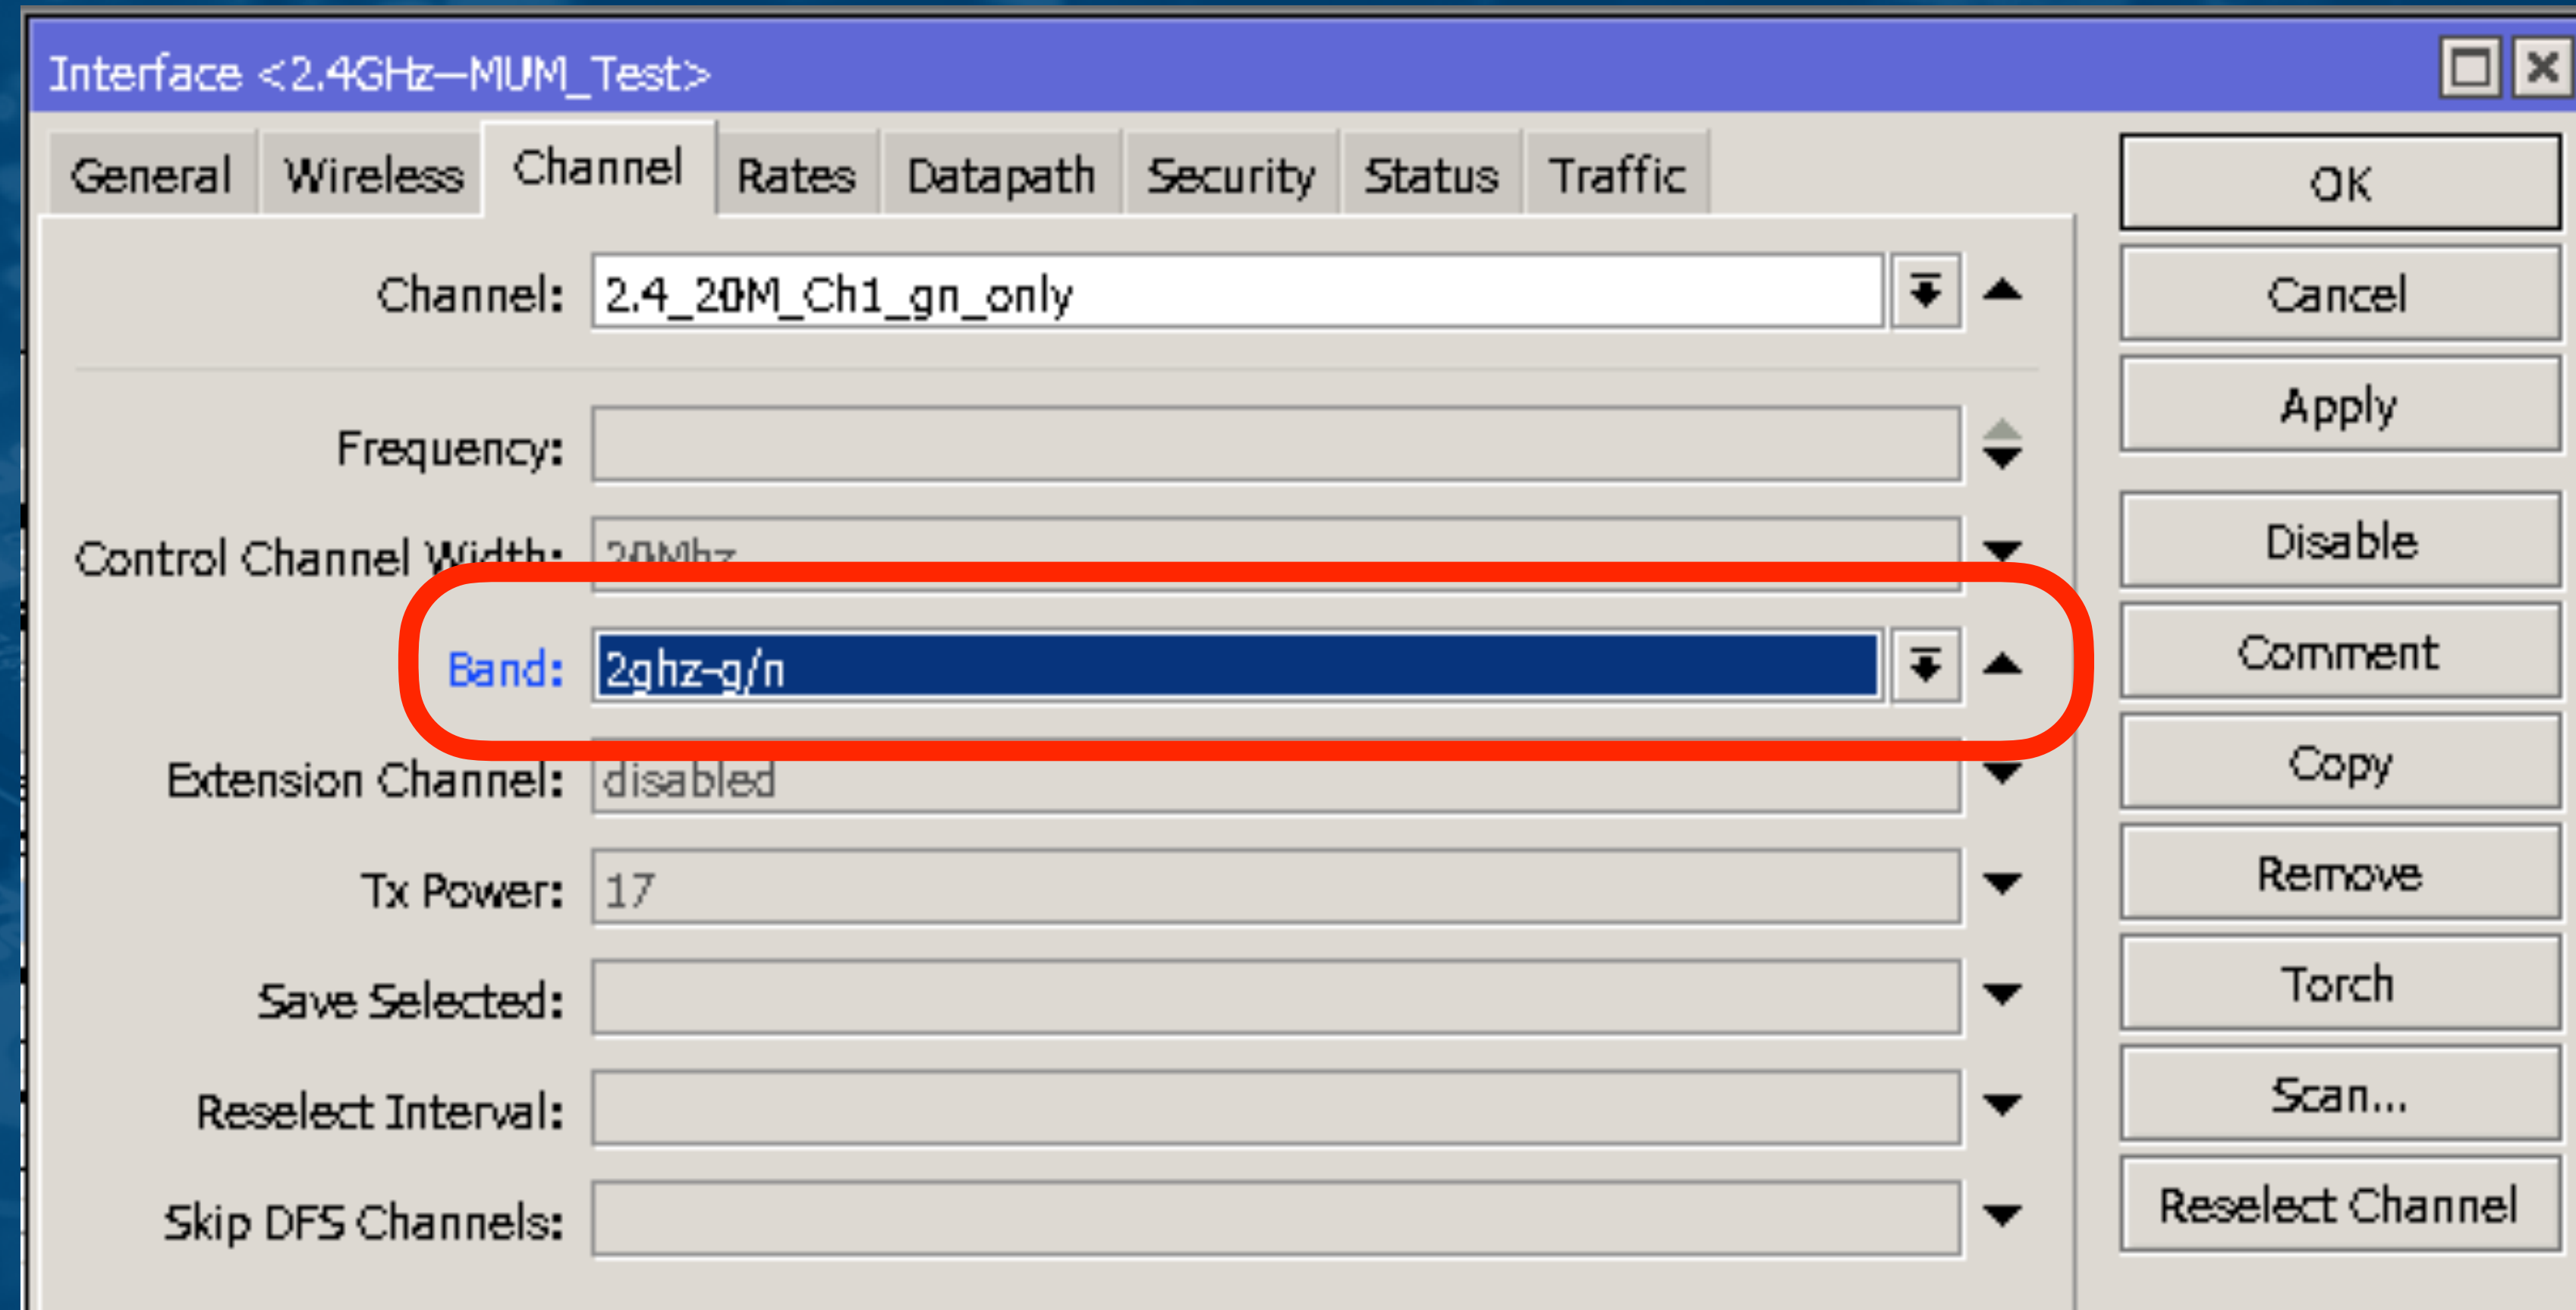 Interface <2.4GHz—MUM_Test>
General Wireless Channel Rates Datapath Security Status Traffic
Channel: 2.4_20M_Ch1_gn_only
Frequency:
Control Channel Width: 20Mhz
Band: 2ghz-g/n
Extension Channel: disabled
Tx Power: 17
Save Selected:
Reselect Interval:
Skip DFS Channels:
OK
Cancel
Apply
Disable
Comment
Copy
Remove
Torch
Scan...
Reselect Channel